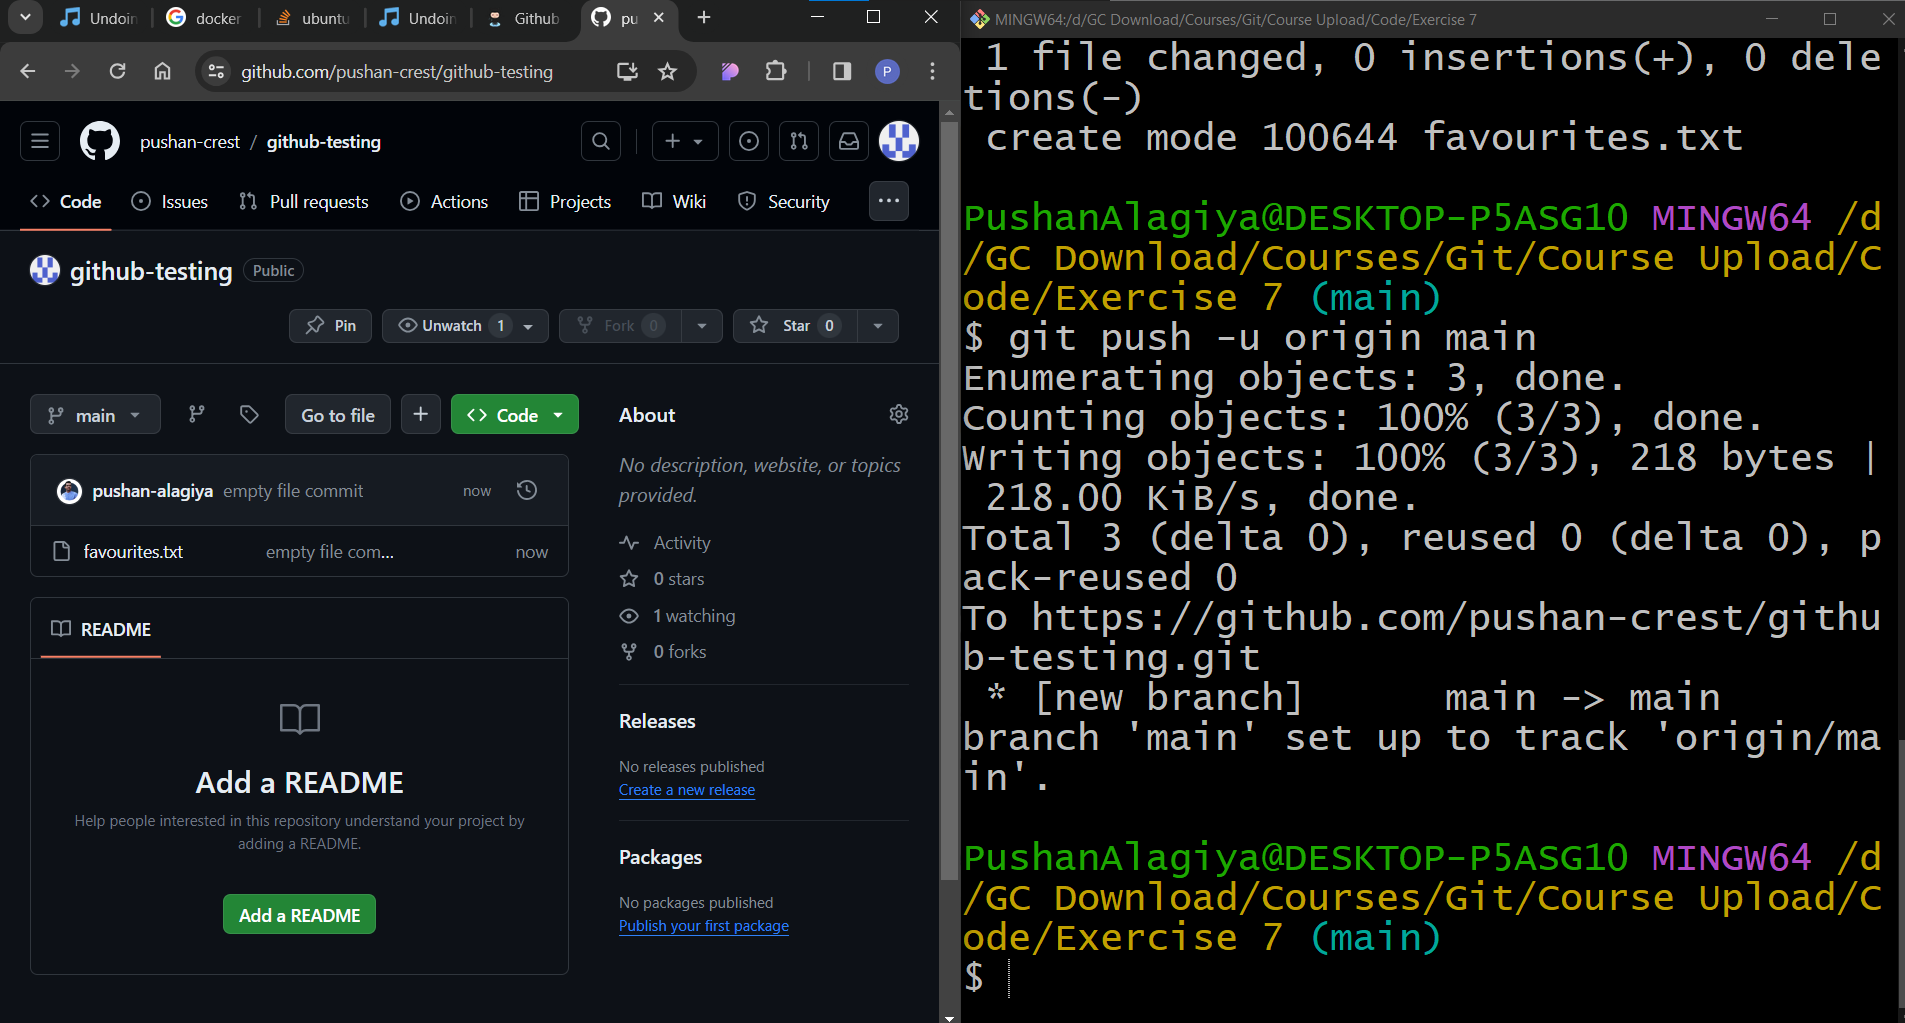 Undoin
docker
ubuntu
Undoin
Github
pu
github.com/pushan-crest/github-testing
P
pushan-crest / github-testing
Code
Issues
Pull requests
Actions
Projects
Wiki
Security
github-testing
Public
Pin
Unwatch 1
Fork 0
Star 0
main
Go to file
Code
pushan-alagiya empty file commit now
favourites.txt empty file com... now
README
Add a README
Help people interested in this repository understand your project by
adding a README.
Add a README
About
No description, website, or topics
provided.
Activity
0 stars
1 watching
0 forks
Releases
No releases published
Create a new release
Packages
No packages published
Publish your first package
MINGW64:/d/GC Download/Courses/Git/Course Upload/Code/Exercise 7
1 file changed, 0 insertions(+), 0 dele
tions(-)
create mode 100644 favourites.txt
PushanAlagiya@DESKTOP-P5ASG10 MINGW64 /d
/GC Download/Courses/Git/Course Upload/C
ode/Exercise 7 (main)
$ git push -u origin main
Enumerating objects: 3, done.
Counting objects: 100% (3/3), done.
Writing objects: 100% (3/3), 218 bytes |
218.00 KiB/s, done.
Total 3 (delta 0), reused 0 (delta 0), p
ack-reused 0
To https://github.com/pushan-crest/githu
b-testing.git
* [new branch]      main -> main
branch 'main' set up to track 'origin/ma
in'.
PushanAlagiya@DESKTOP-P5ASG10 MINGW64 /d
/GC Download/Courses/Git/Course Upload/C
ode/Exercise 7 (main)
$